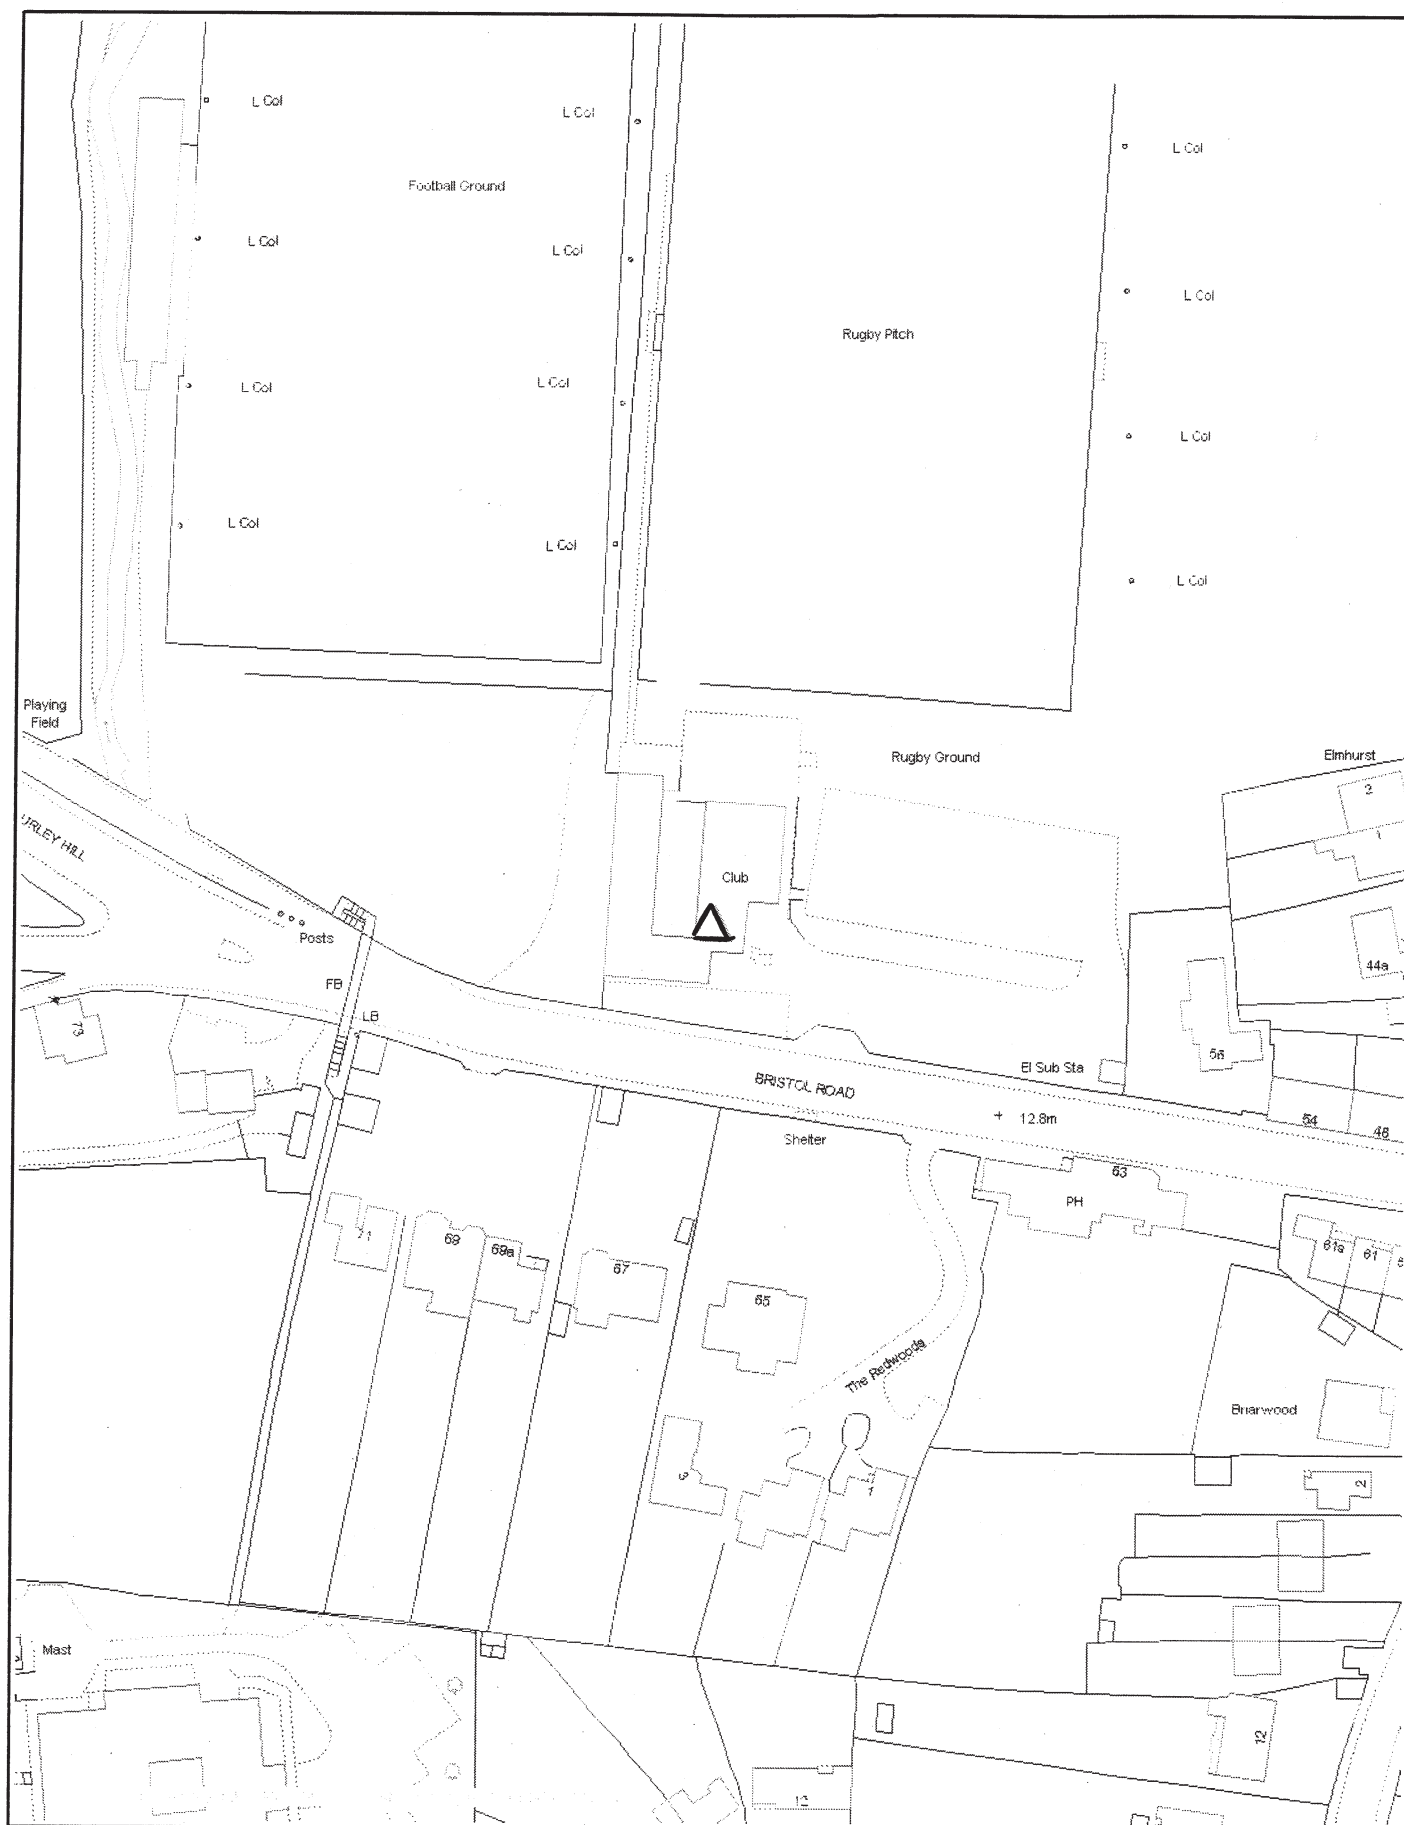 L Col
L Col
L Col
Football Ground
L Col
L Col
L Col
Rugby Pitch
L Col
L Col
L Col
L Col
L Col
L Col
Playing
Field
Rugby Ground
Elmhurst
2
1
URLEY HILL
Club
Posts
44a
FB
LB
73
56
El Sub Sta
BRISTOL ROAD
12.8m
54
Shelter
63
PH
71
69
69a
67
61a
61
65
The Redwoods
Briarwood
1
2
Mast
12
12